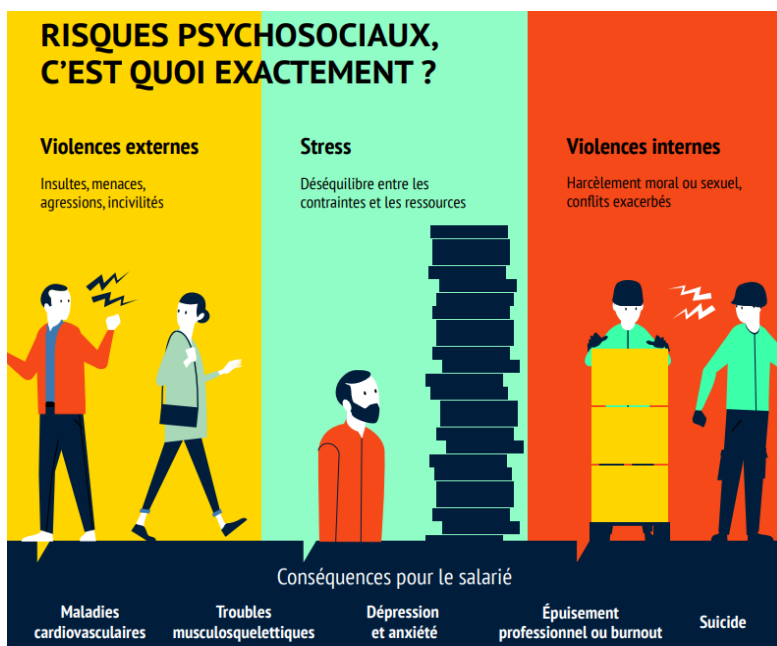 RISQUES PSYCHOSOCIAUX,
C'EST QUOI EXACTEMENT ?
Violences externes
Insultes, menaces,
agressions, incivilités
Stress
Déséquilibre entre les
contraintes et les ressources
Violences internes
Harcèlement moral ou sexuel,
conflits exacerbés
Conséquences pour le salarié
Maladies
cardiovasculaires
Troubles
musculosquelettiques
Dépression
et anxiété
Épuisement
professionnel ou burnout
Suicide